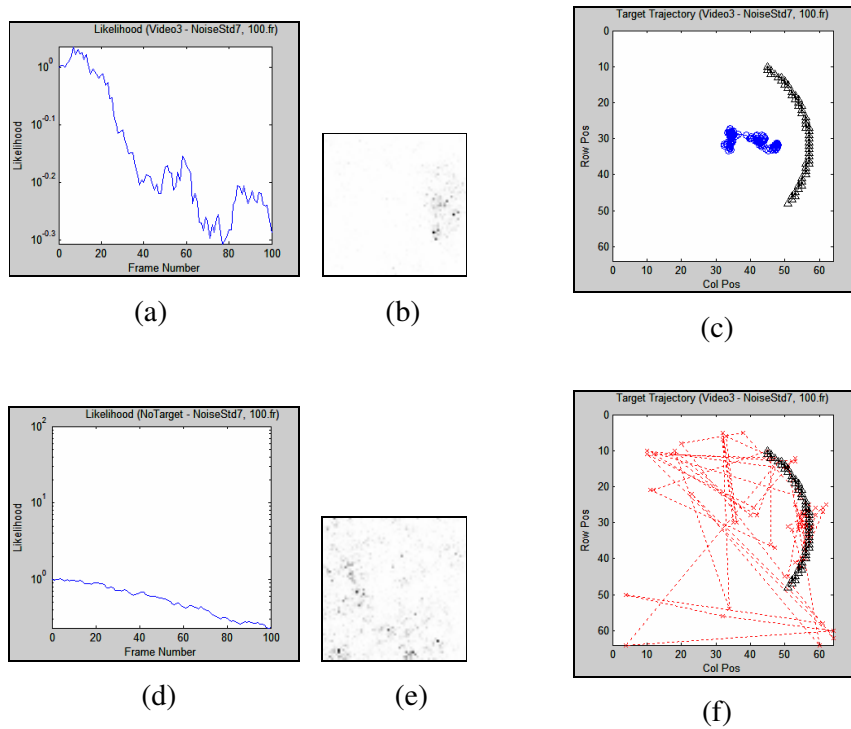 Likelihood (Video3 - NoiseStd7, 100.fr)
10^0
10^-0.1
10^-0.2
10^-0.3
Likelihood
0 20 40 60 80 100
Frame Number
(a)
(b)
Target Trajectory (Video3 - NoiseStd7, 100.fr)
0
10
20
30
40
50
60
Row Pos
0 10 20 30 40 50 60
Col Pos
(c)
Likelihood (NoTarget - NoiseStd7, 100.fr)
10^2
10^1
10^0
Likelihood
0 20 40 60 80 100
Frame Number
(d)
(e)
Target Trajectory (Video3 - NoiseStd7, 100.fr)
0
10
20
30
40
50
60
Row Pos
0 10 20 30 40 50 60
Col Pos
(f)